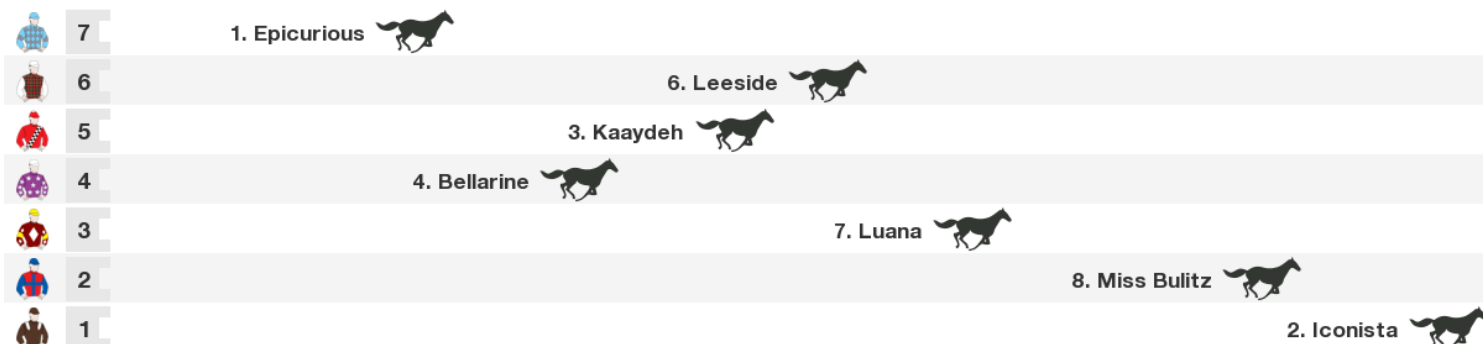 7 1. Epicurious
6 6. Leeside
5 3. Kaaydeh
4 4. Bellarine
3 7. Luana
2 8. Miss Bulitz
1 2. Iconista